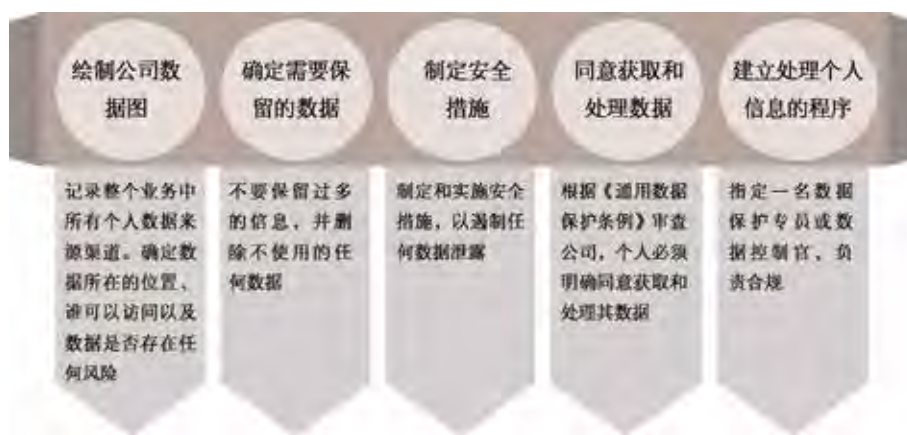 绘制公司数
据图
确定需要保
留的数据
制定安全
措施
同意获取和
处理数据
建立处理个人
信息的程序
记录整个业务中
所有个人数据来
源渠道。确定数
据所在的位置、
谁可以访问以及
数据是否存在任
何风险
不要保留过多
的信息，并删
除不使用的任
何数据
制定和实施安全
措施，以遏制任
何数据泄露
根据《通用数据
保护条例》审查
公司，个人必须
明确同意获取和
处理其数据
指定一名数据
保护专员或数
据控制官，负
责合规